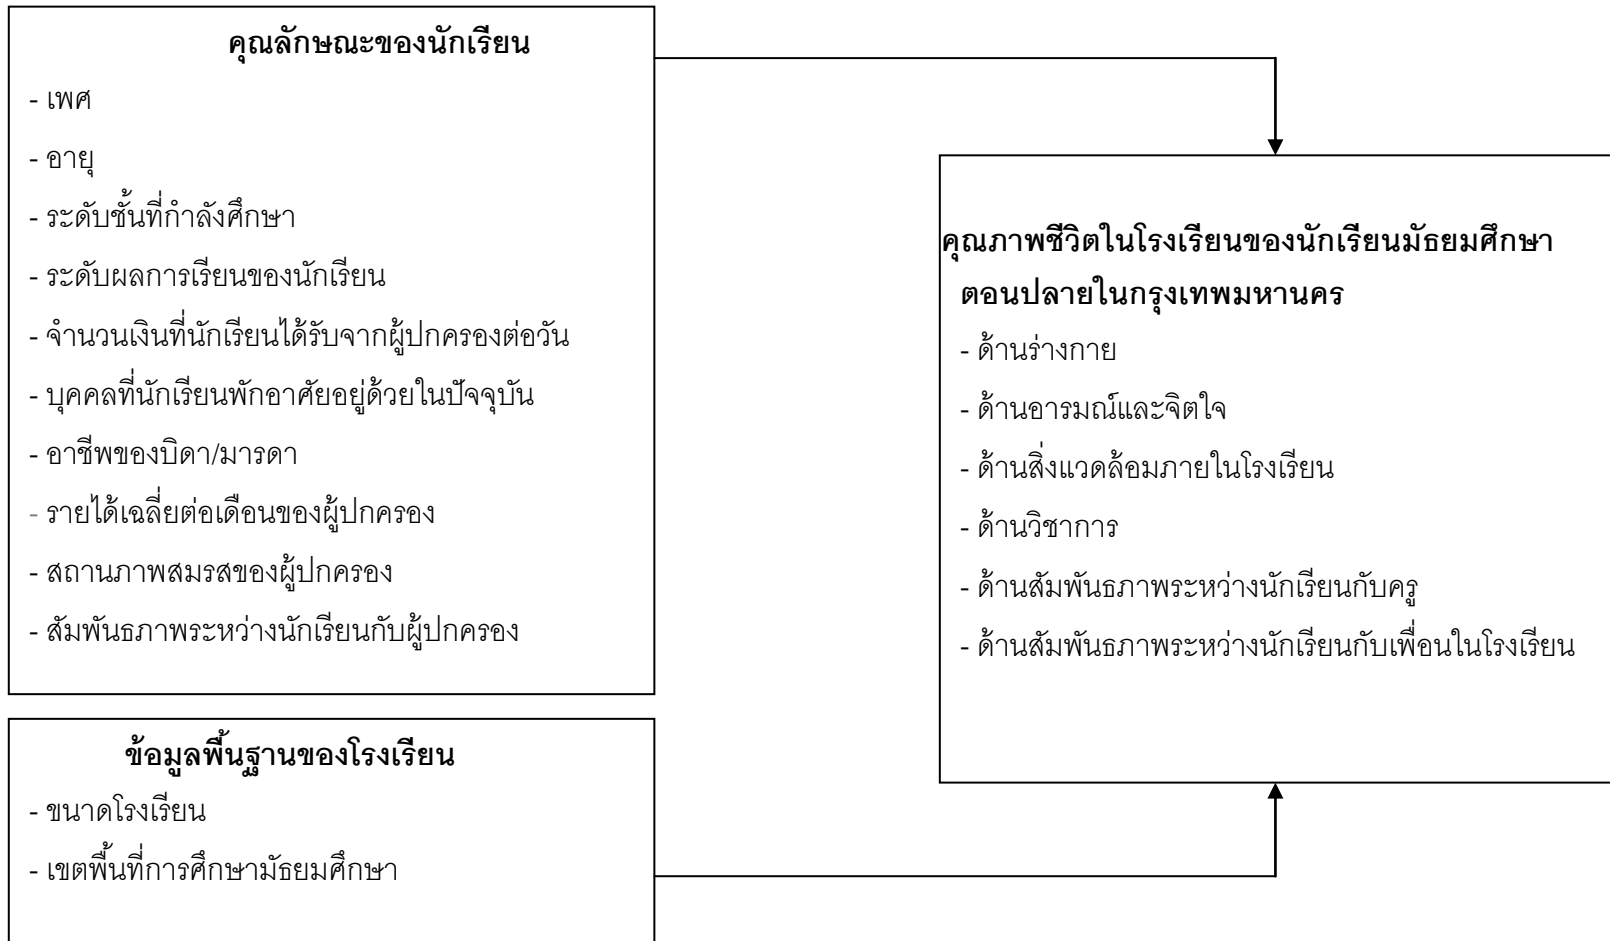 คุณลักษณะของนักเรียน
- เพศ
- อายุ
- ระดับชั้นที่กำลังศึกษา
- ระดับผลการเรียนของนักเรียน
- จำนวนเงินที่นักเรียนได้รับจากผู้ปกครองต่อวัน
- บุคคลที่นักเรียนพักอาศัยอยู่ด้วยในปัจจุบัน
- อาชีพของบิดา/มารดา
- รายได้เฉลี่ยต่อเดือนของผู้ปกครอง
- สถานภาพสมรสของผู้ปกครอง
- สัมพันธภาพระหว่างนักเรียนกับผู้ปกครอง
ข้อมูลพื้นฐานของโรงเรียน
- ขนาดโรงเรียน
- เขตพื้นที่การศึกษามัธยมศึกษา
คุณภาพชีวิตในโรงเรียนของนักเรียนมัธยมศึกษา
ตอนปลายในกรุงเทพมหานคร
- ด้านร่างกาย
- ด้านอารมณ์และจิตใจ
- ด้านสิ่งแวดล้อมภายในโรงเรียน
- ด้านวิชาการ
- ด้านสัมพันธภาพระหว่างนักเรียนกับครู
- ด้านสัมพันธภาพระหว่างนักเรียนกับเพื่อนในโรงเรียน